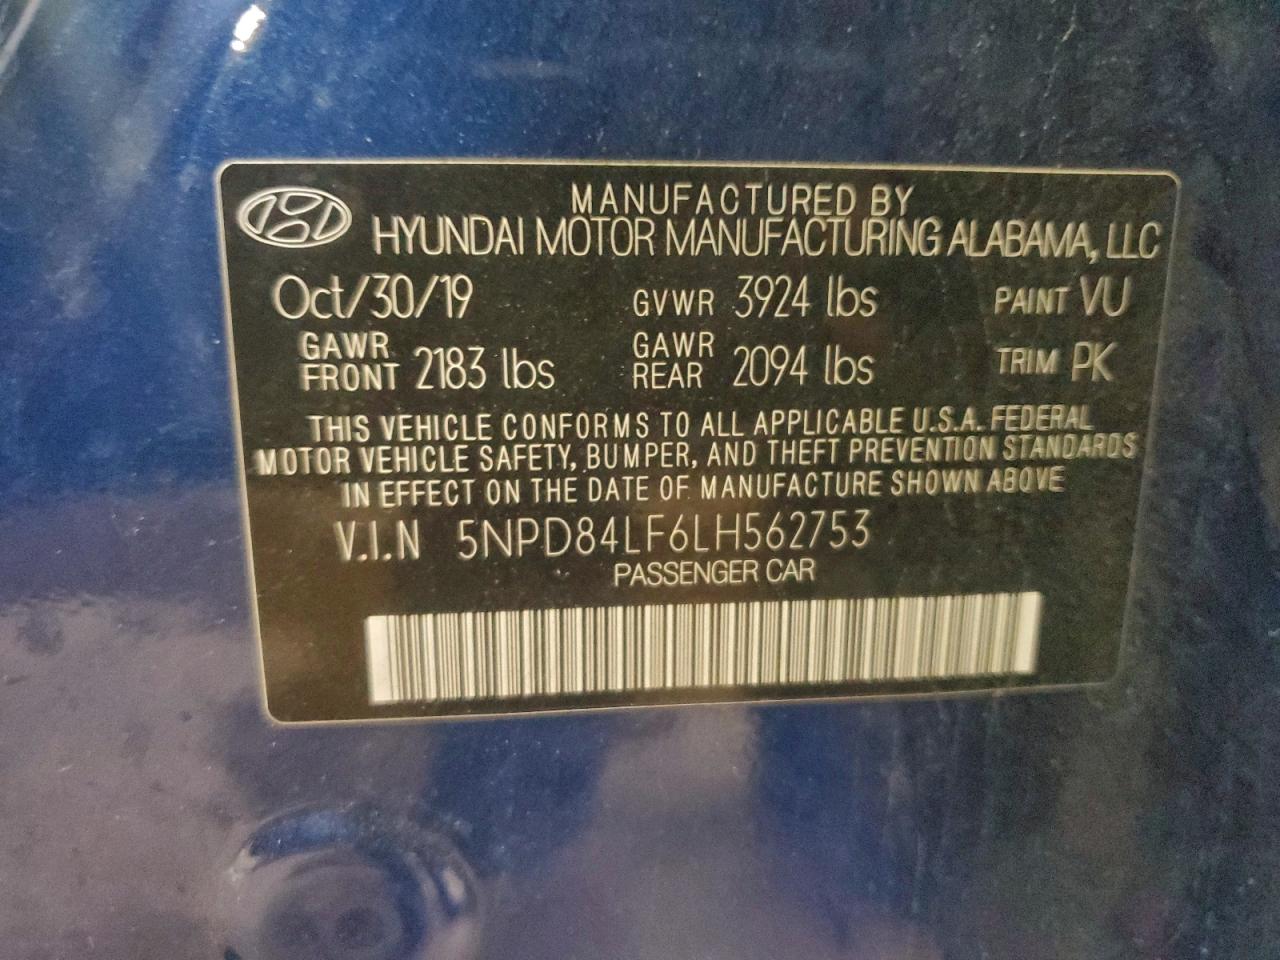 MANUFACTURED BY
HYUNDAI MOTOR MANUFACTURING ALABAMA, LLC
Oct/30/19 GVWR 3924 lbs PAINT VU
GAWR FRONT 2183 lbs GAWR REAR 2094 lbs TRIM PK
THIS VEHICLE CONFORMS TO ALL APPLICABLE U.S.A. FEDERAL
MOTOR VEHICLE SAFETY, BUMPER, AND THEFT PREVENTION STANDARDS
IN EFFECT ON THE DATE OF MANUFACTURE SHOWN ABOVE
V.I.N 5NPD84LF6LH562753
PASSENGER CAR